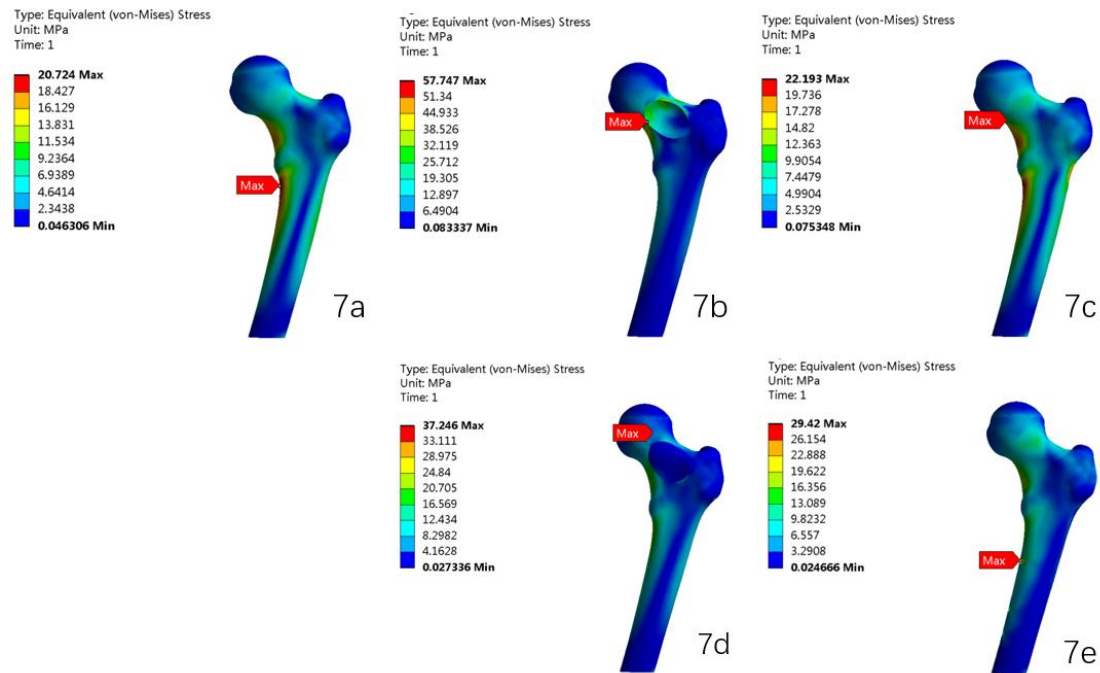 Type: Equivalent (von-Mises) Stress
Unit: MPa
Time: 1
20.724 Max
18.427
16.129
13.831
11.534
9.2364
6.9389
4.6414
2.3438
0.046306 Min
Max
7a
Type: Equivalent (von-Mises) Stress
Unit: MPa
Time: 1
57.747 Max
51.34
44.933
38.526
32.119
25.712
19.305
12.897
6.4904
0.083337 Min
Max
7b
Type: Equivalent (von-Mises) Stress
Unit: MPa
Time: 1
22.193 Max
19.736
17.278
14.82
12.363
9.9054
7.4479
4.9904
2.5329
0.075348 Min
Max
7c
Type: Equivalent (von-Mises) Stress
Unit: MPa
Time: 1
37.246 Max
33.111
28.975
24.84
20.705
16.569
12.434
8.2982
4.1628
0.027336 Min
Max
7d
Type: Equivalent (von-Mises) Stress
Unit: MPa
Time: 1
29.42 Max
26.154
22.888
19.622
16.356
13.089
9.8232
6.557
3.2908
0.024666 Min
Max
7e